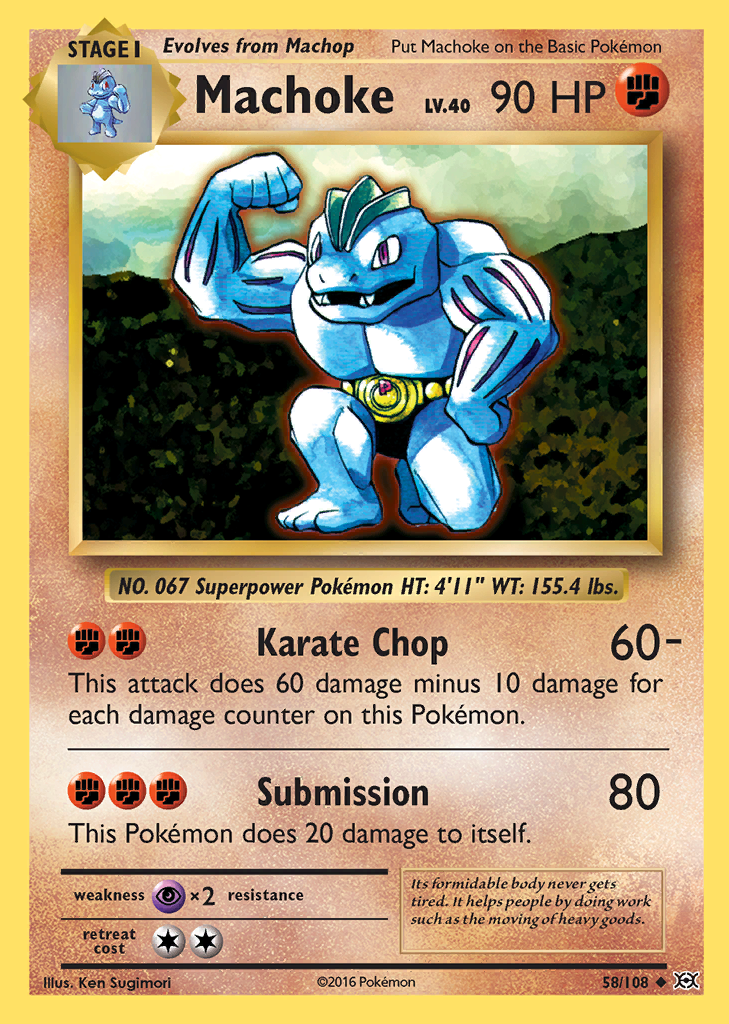 STAGE 1 Evolves from Machop Put Machoke on the Basic Pokémon
Machoke LV.40 90 HP
NO. 067 Superpower Pokémon HT: 4'11" WT: 155.4 lbs.
Karate Chop 60-
This attack does 60 damage minus 10 damage for
each damage counter on this Pokémon.
Submission 80
This Pokémon does 20 damage to itself.
weakness ×2 resistance
retreat
cost
Its formidable body never gets
tired. It helps people by doing work
such as the moving of heavy goods.
Illus. Ken Sugimori ©2016 Pokémon 58/108